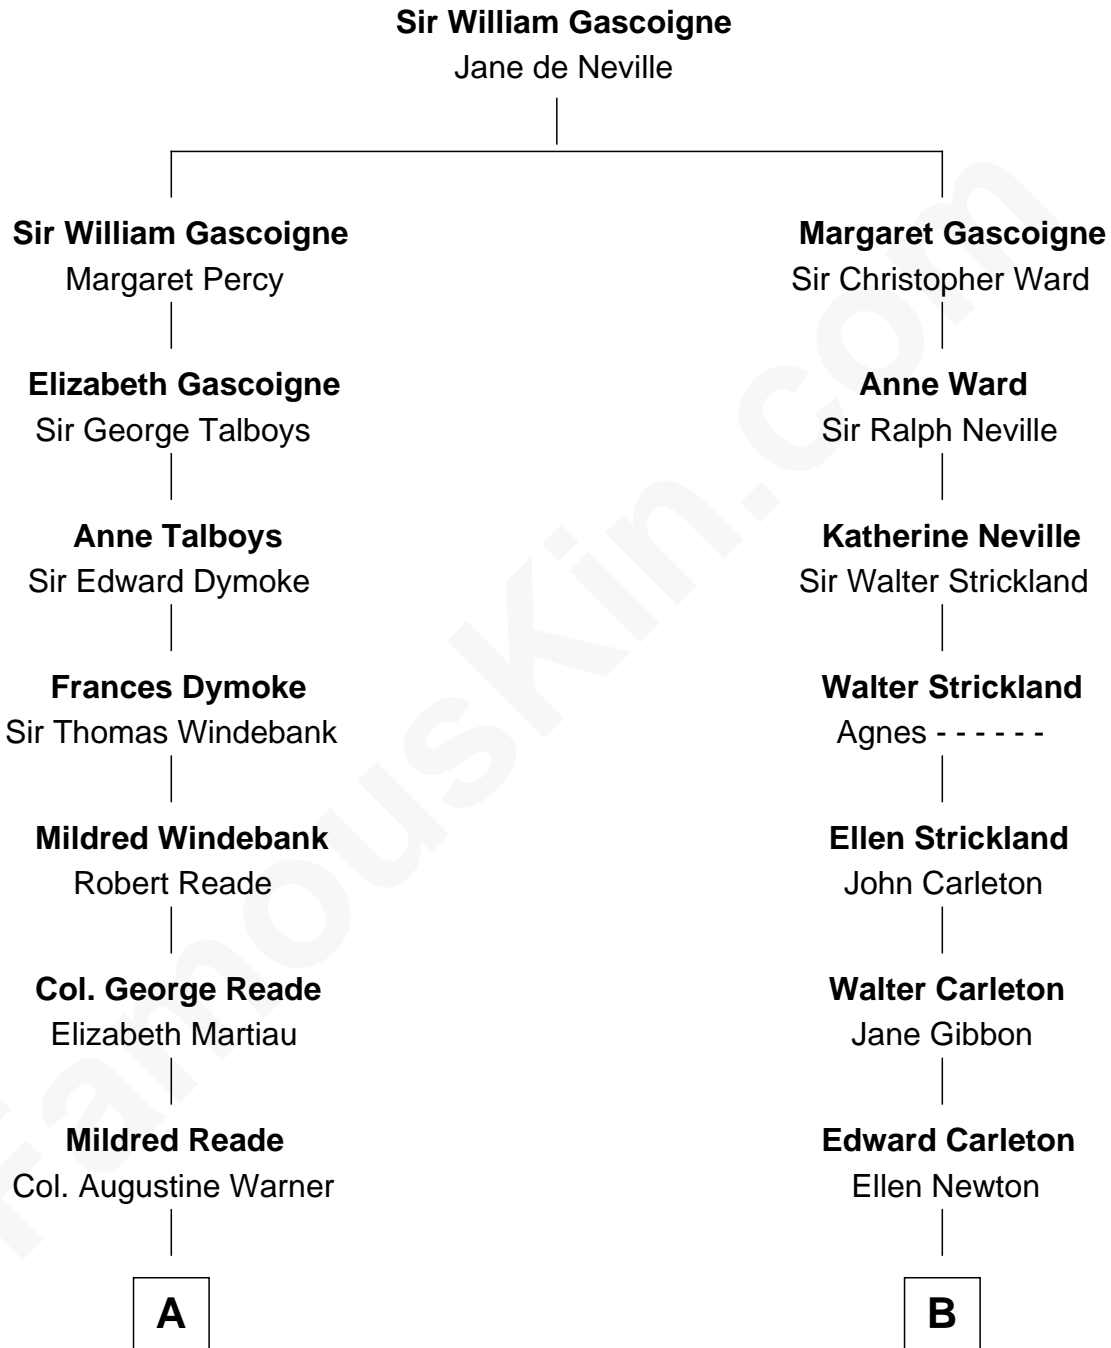 Sir William Gascoigne
Jane de Neville
Sir William Gascoigne
Margaret Percy
Margaret Gascoigne
Sir Christopher Ward
Elizabeth Gascoigne
Sir George Talboys
Anne Ward
Sir Ralph Neville
Anne Talboys
Sir Edward Dymoke
Katherine Neville
Sir Walter Strickland
Frances Dymoke
Sir Thomas Windebank
Walter Strickland
Agnes - - - - - -
Mildred Windebank
Robert Reade
Ellen Strickland
John Carleton
Col. George Reade
Elizabeth Martiau
Walter Carleton
Jane Gibbon
Mildred Reade
Col. Augustine Warner
Edward Carleton
Ellen Newton
A
B
FamousKin.com